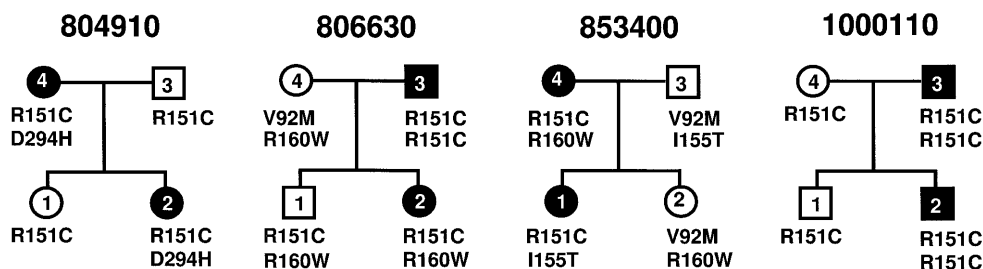 804910 806630 853400 1000110
4 3 4 3 4 3 4 3
R151C R151C V92M R151C R151C V92M R151C R151C
D294H R160W R151C R160W I155T R151C
1 2 1 2 1 2 1 2
R151C R151C R151C R151C R151C V92M R151C R151C
D294H R160W R160W I155T R160W R151C